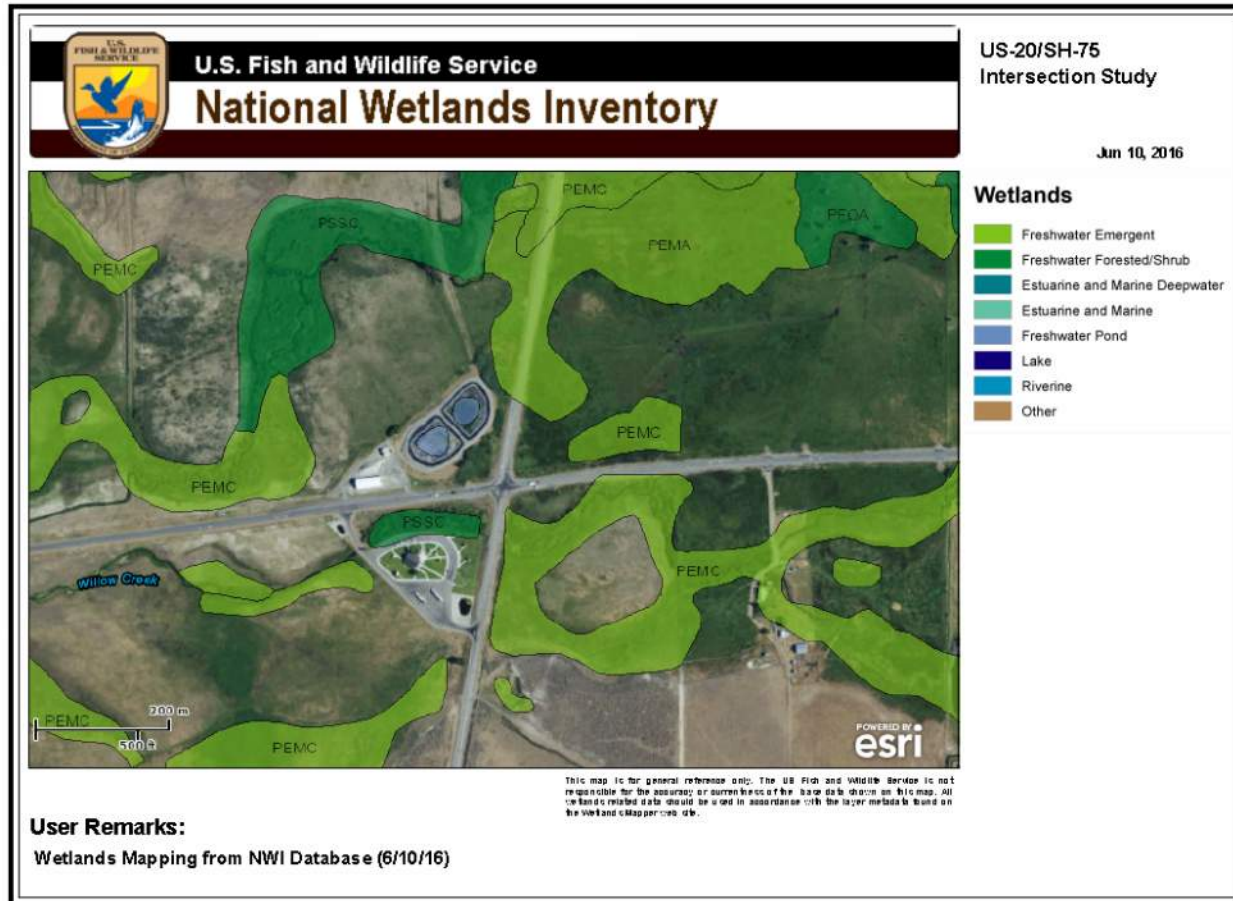 U.S.
FISH & WILDLIFE
SERVICE
U.S. Fish and Wildlife Service
National Wetlands Inventory
US-20/SH-75
Intersection Study
Jun 10, 2016
Wetlands
Freshwater Emergent
Freshwater Forested/Shrub
Estuarine and Marine Deepwater
Estuarine and Marine
Freshwater Pond
Lake
Riverine
Other
PEMC
PSSC
PFOA
PEMA
PEMC
PEMC
PEMC
PSSC
PEMC
Willow Creek
PEMC
PEMC
200 m
500 ft
POWERED BY
esri
This map is for general reference only. The US Fish and Wildlife Service is not
responsible for the accuracy or currentness of the base data shown on this map. All
wetlands related data should be used in accordance with the layer metadata found on
the Wetlands Mapper web site.
User Remarks:
Wetlands Mapping from NWI Database (6/10/16)